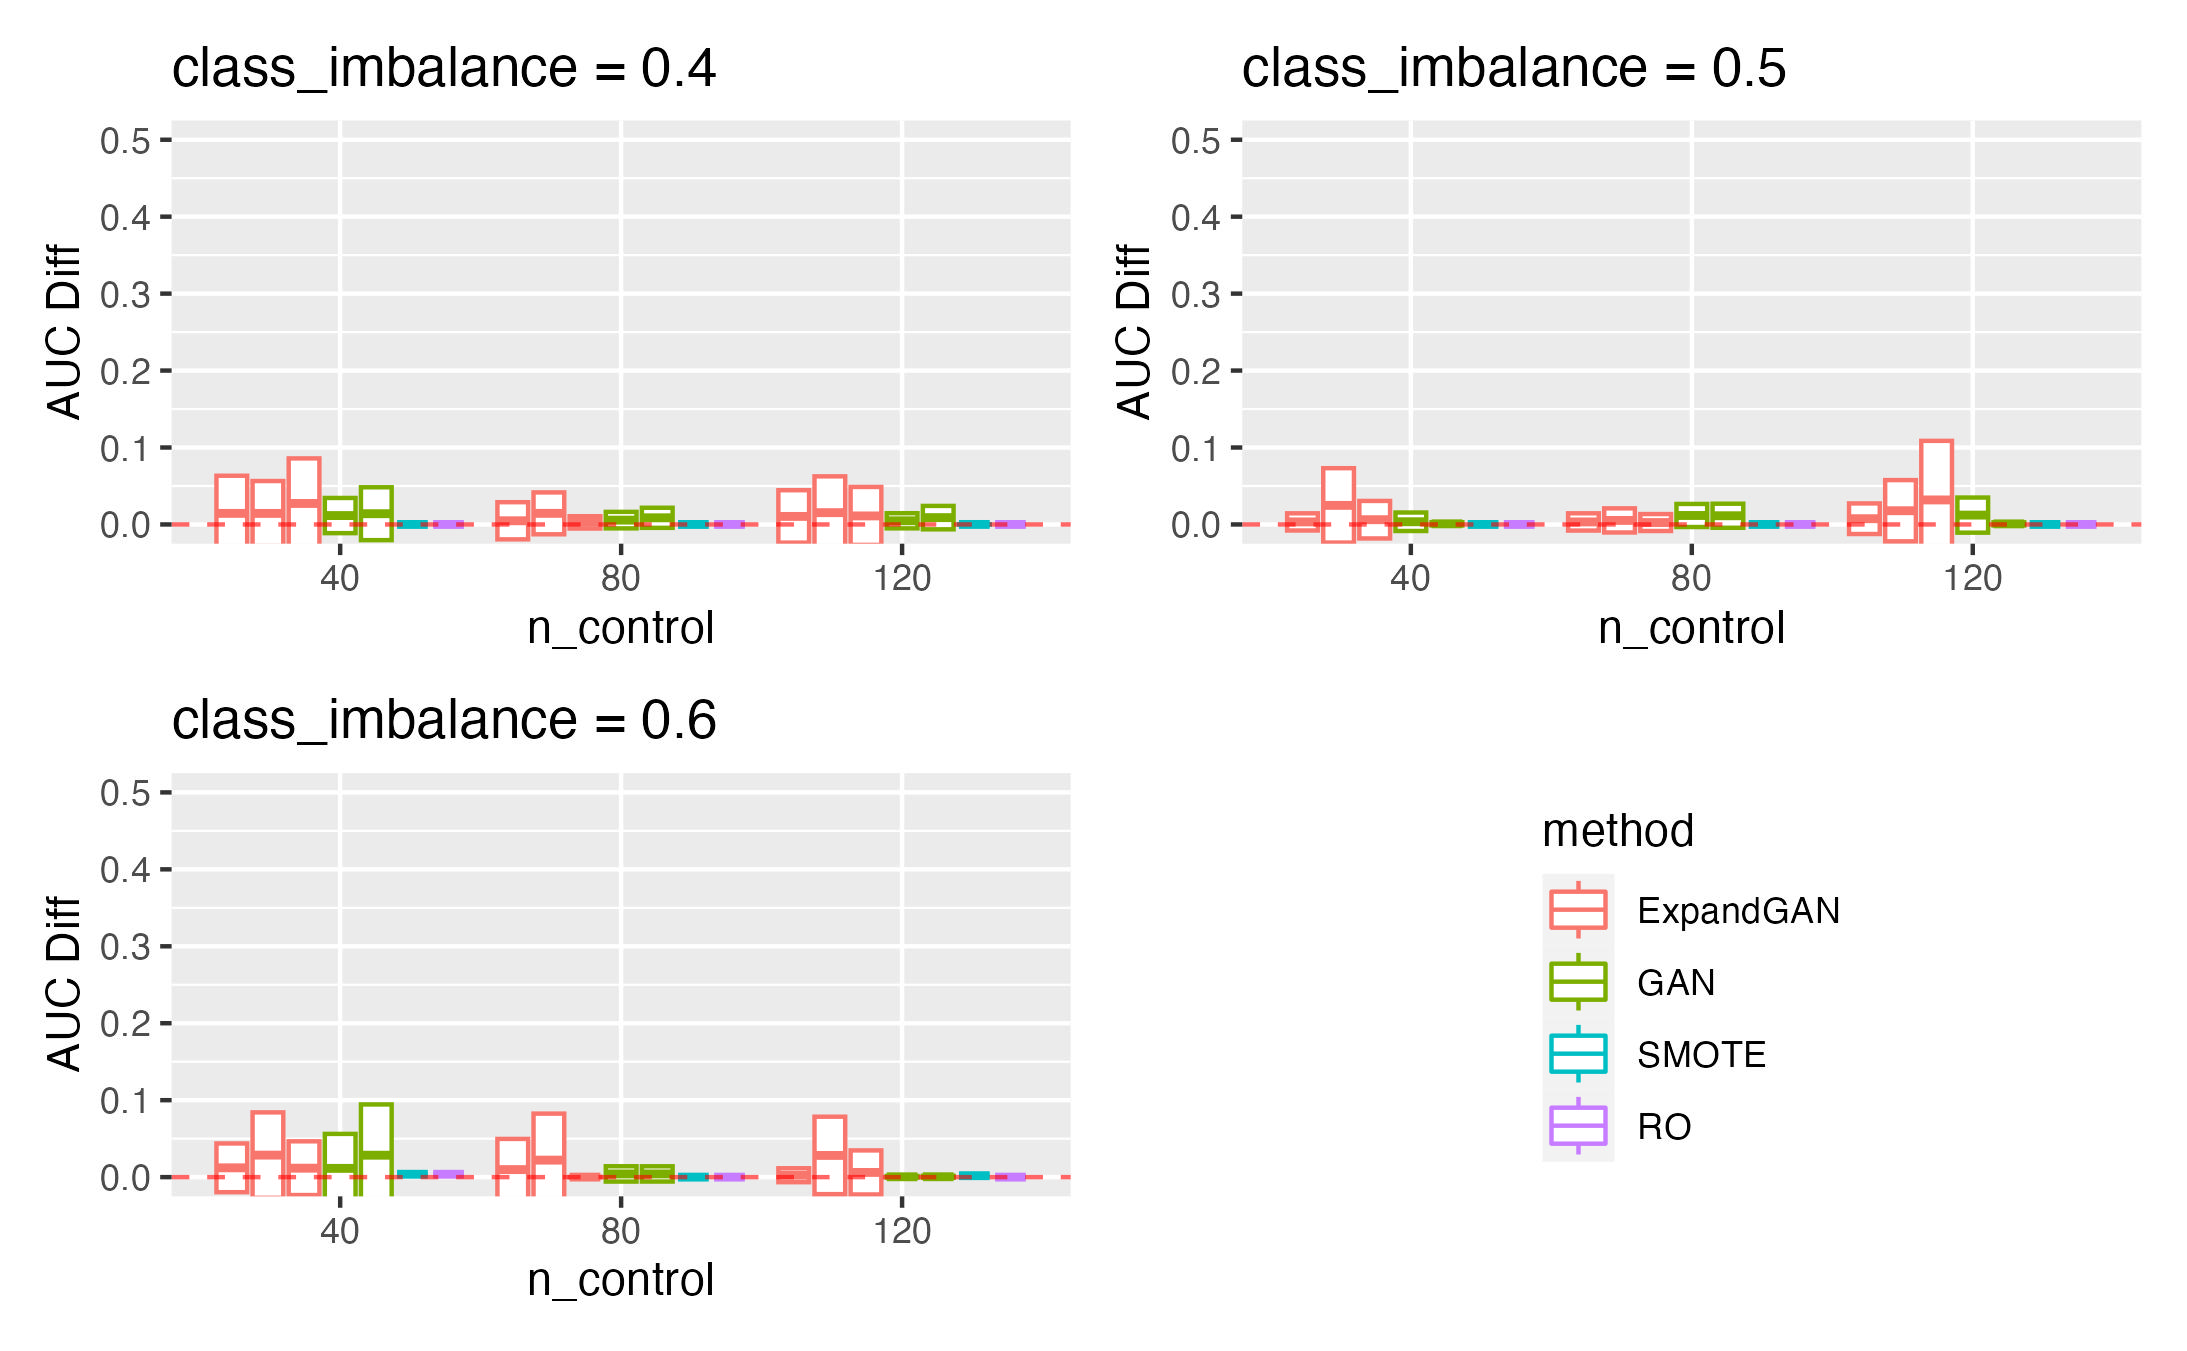 class_imbalance = 0.4
0.5
0.4
0.3
0.2
0.1
0.0
AUC Diff
40 80 120
n_control
class_imbalance = 0.5
0.5
0.4
0.3
0.2
0.1
0.0
AUC Diff
40 80 120
n_control
class_imbalance = 0.6
0.5
0.4
0.3
0.2
0.1
0.0
AUC Diff
40 80 120
n_control
method
ExpandGAN
GAN
SMOTE
RO